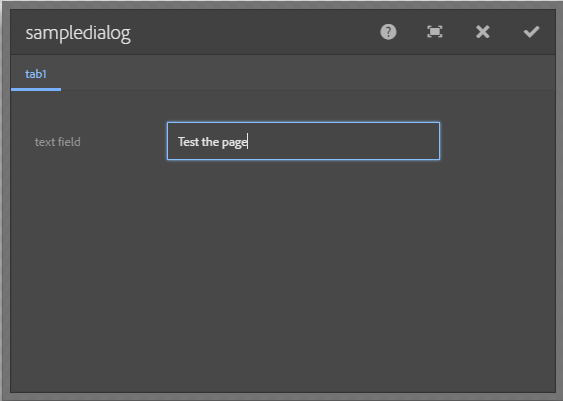 sampledialog
tab1
text field
Test the page